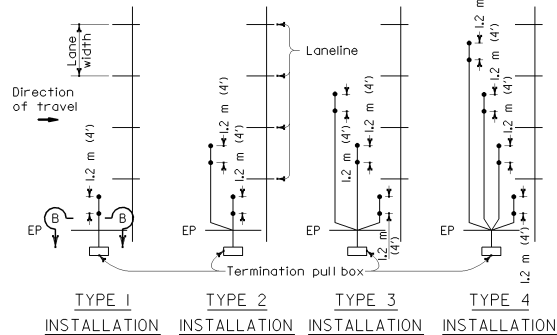 Lane
width
Laneline
Direction
of travel
1.2 m (4')
1.2 m (4')
1.2 m (4')
1.2 m (4')
1.2 m (4')
1.2 m (4')
m (4')
1.2 m (4')
1.2 m (4')
1.2 m (4')
B
B
EP
EP
EP
EP
Termination pull box
TYPE 1
INSTALLATION
TYPE 2
INSTALLATION
TYPE 3
INSTALLATION
TYPE 4
INSTALLATION